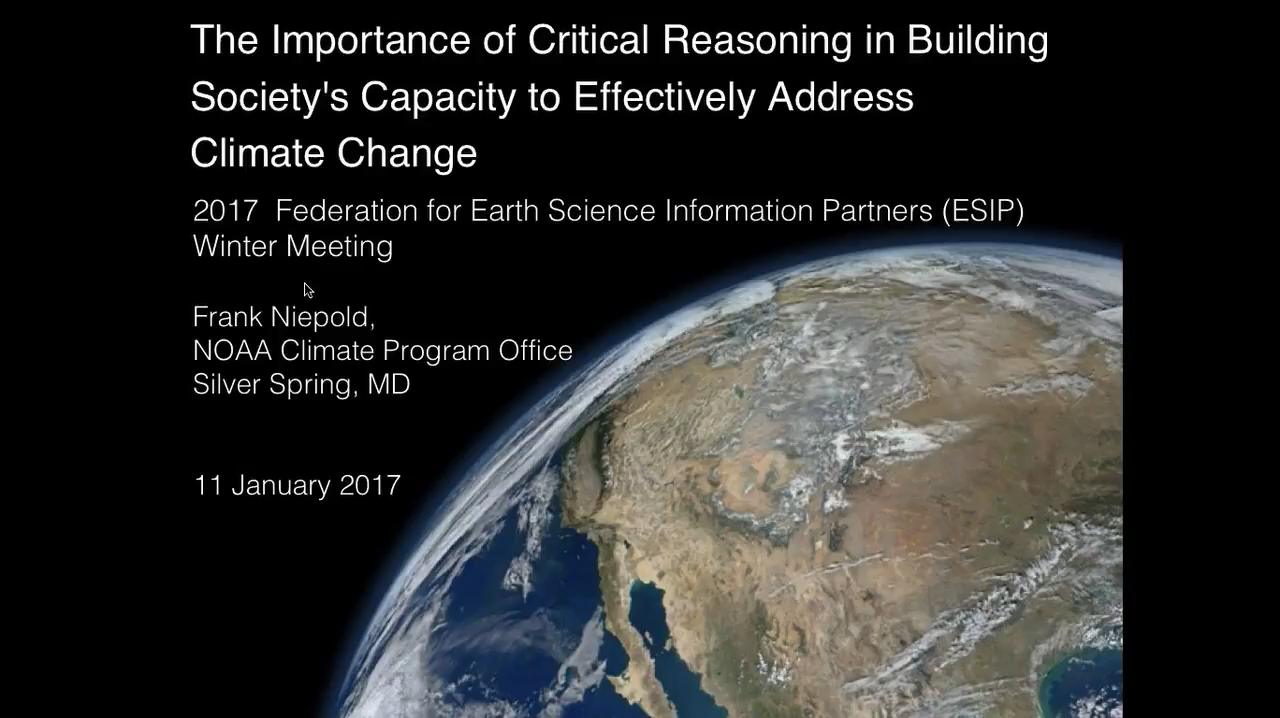 The Importance of Critical Reasoning in Building
Society's Capacity to Effectively Address
Climate Change
2017  Federation for Earth Science Information Partners (ESIP)
Winter Meeting
Frank Niepold,
NOAA Climate Program Office
Silver Spring, MD
11 January 2017